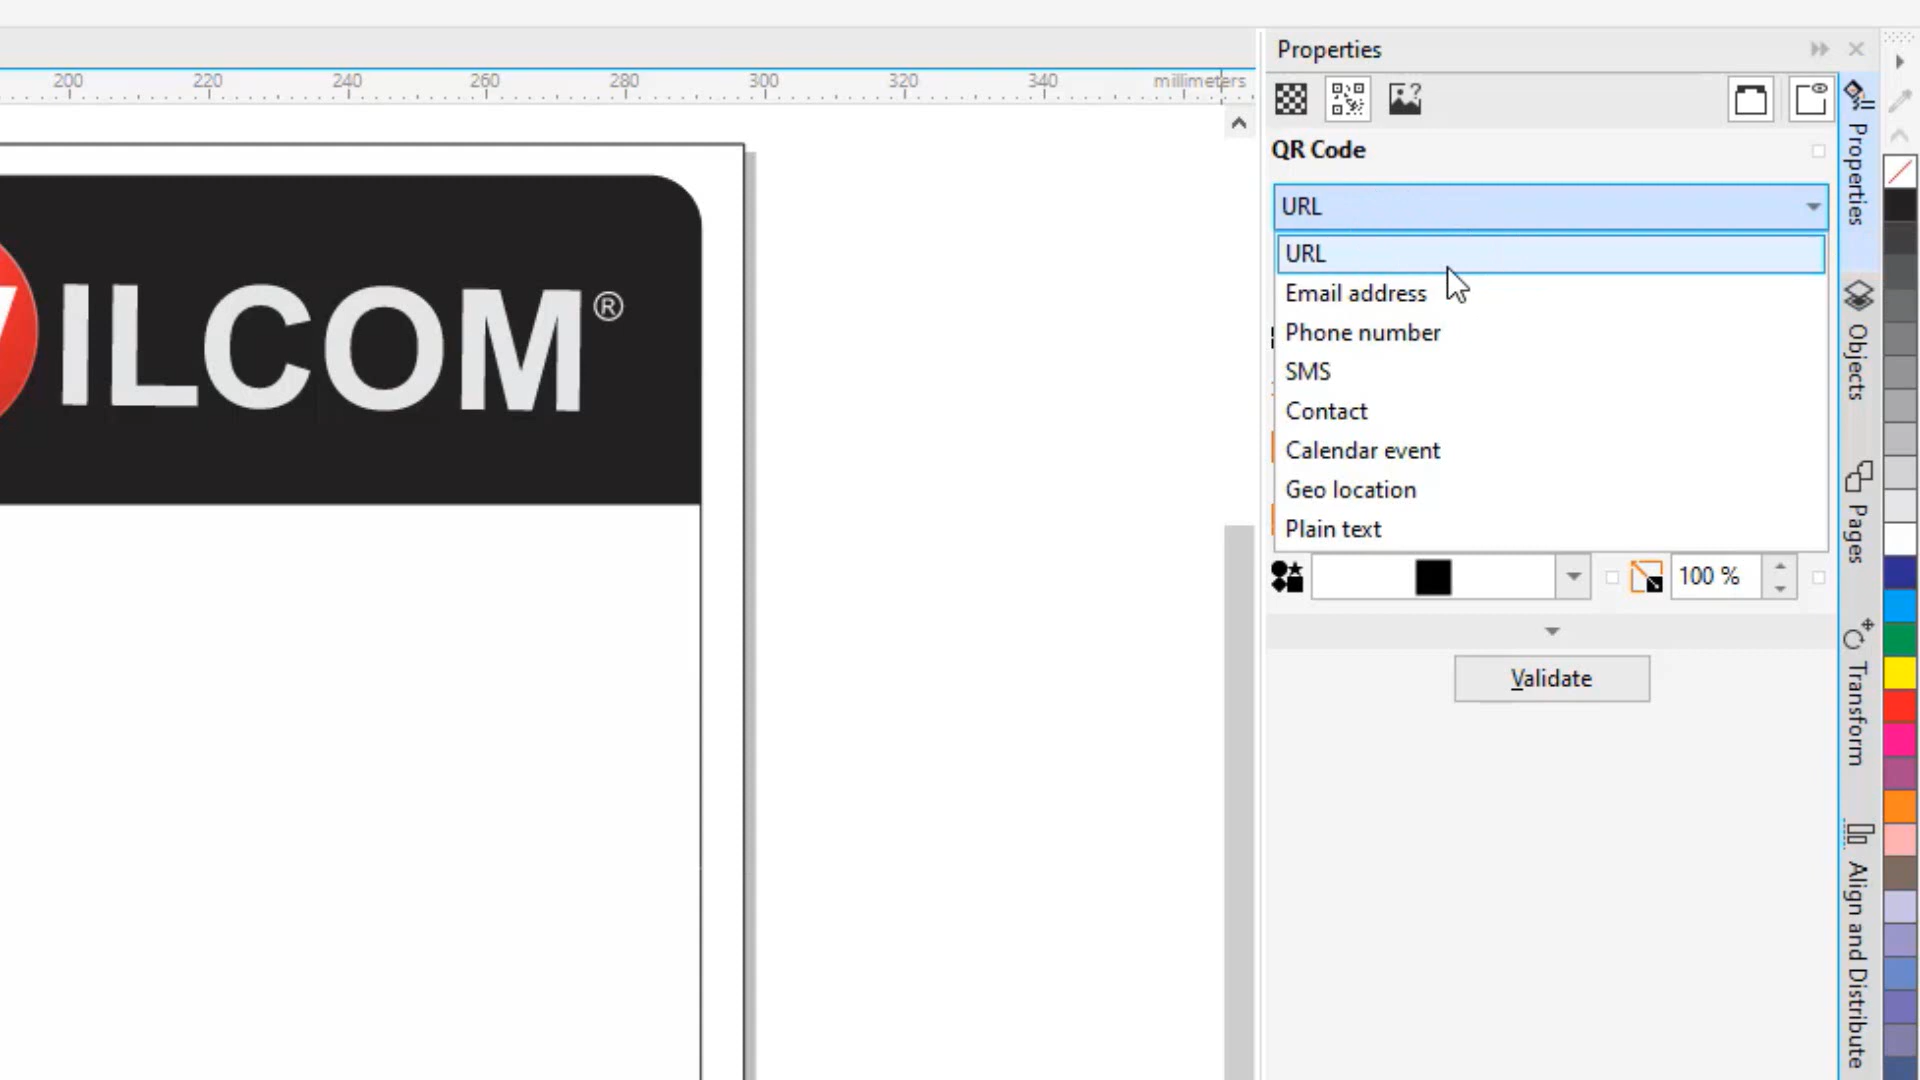 Properties
200 220 240 260 280 300 320 340 millimeters
QR Code
URL
URL
Email address
Phone number
SMS
Contact
Calendar event
Geo location
Plain text
100 %
Validate
ILCOM®
Properties
Objects
Pages
Transform
Align and Distribute